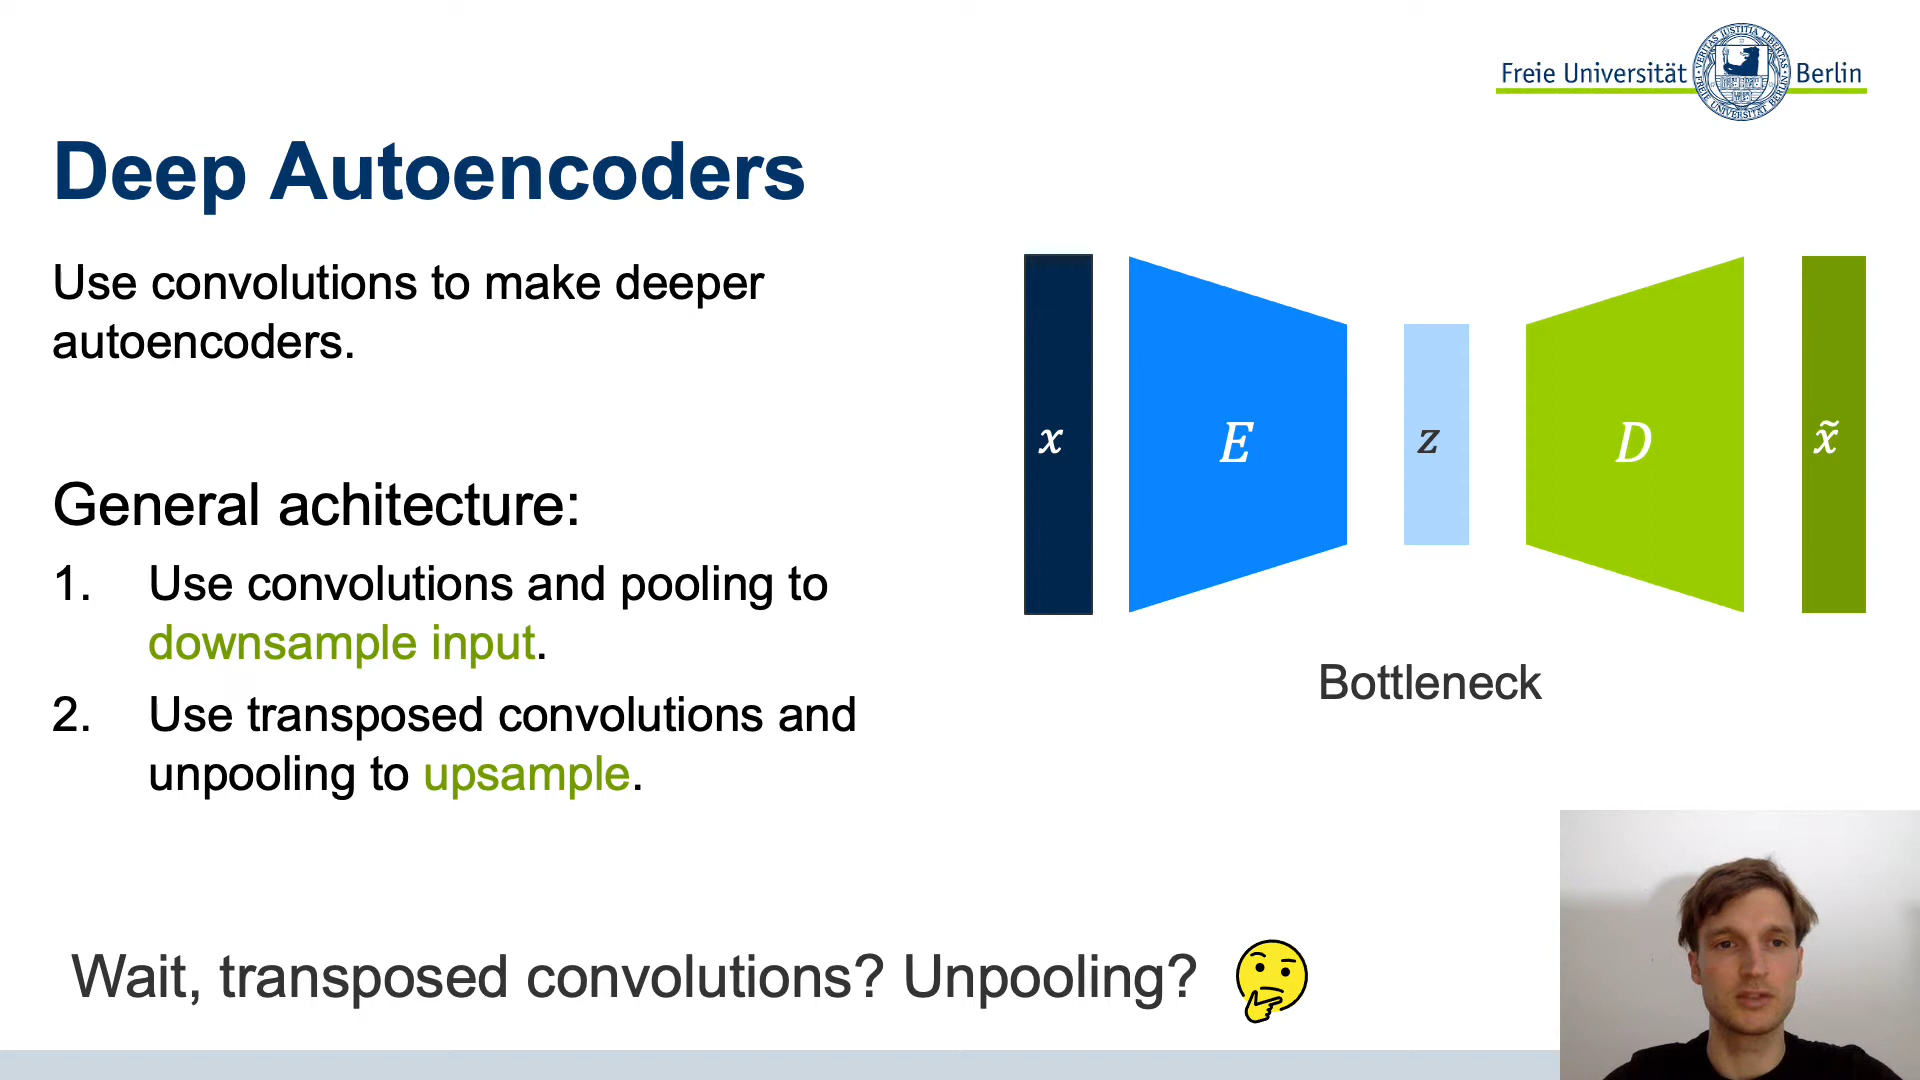 Freie Universität Berlin
Deep Autoencoders
Use convolutions to make deeper
autoencoders.
General achitecture:
1. Use convolutions and pooling to
downsample input.
2. Use transposed convolutions and
unpooling to upsample.
x E z D x̃
Bottleneck
Wait, transposed convolutions? Unpooling?